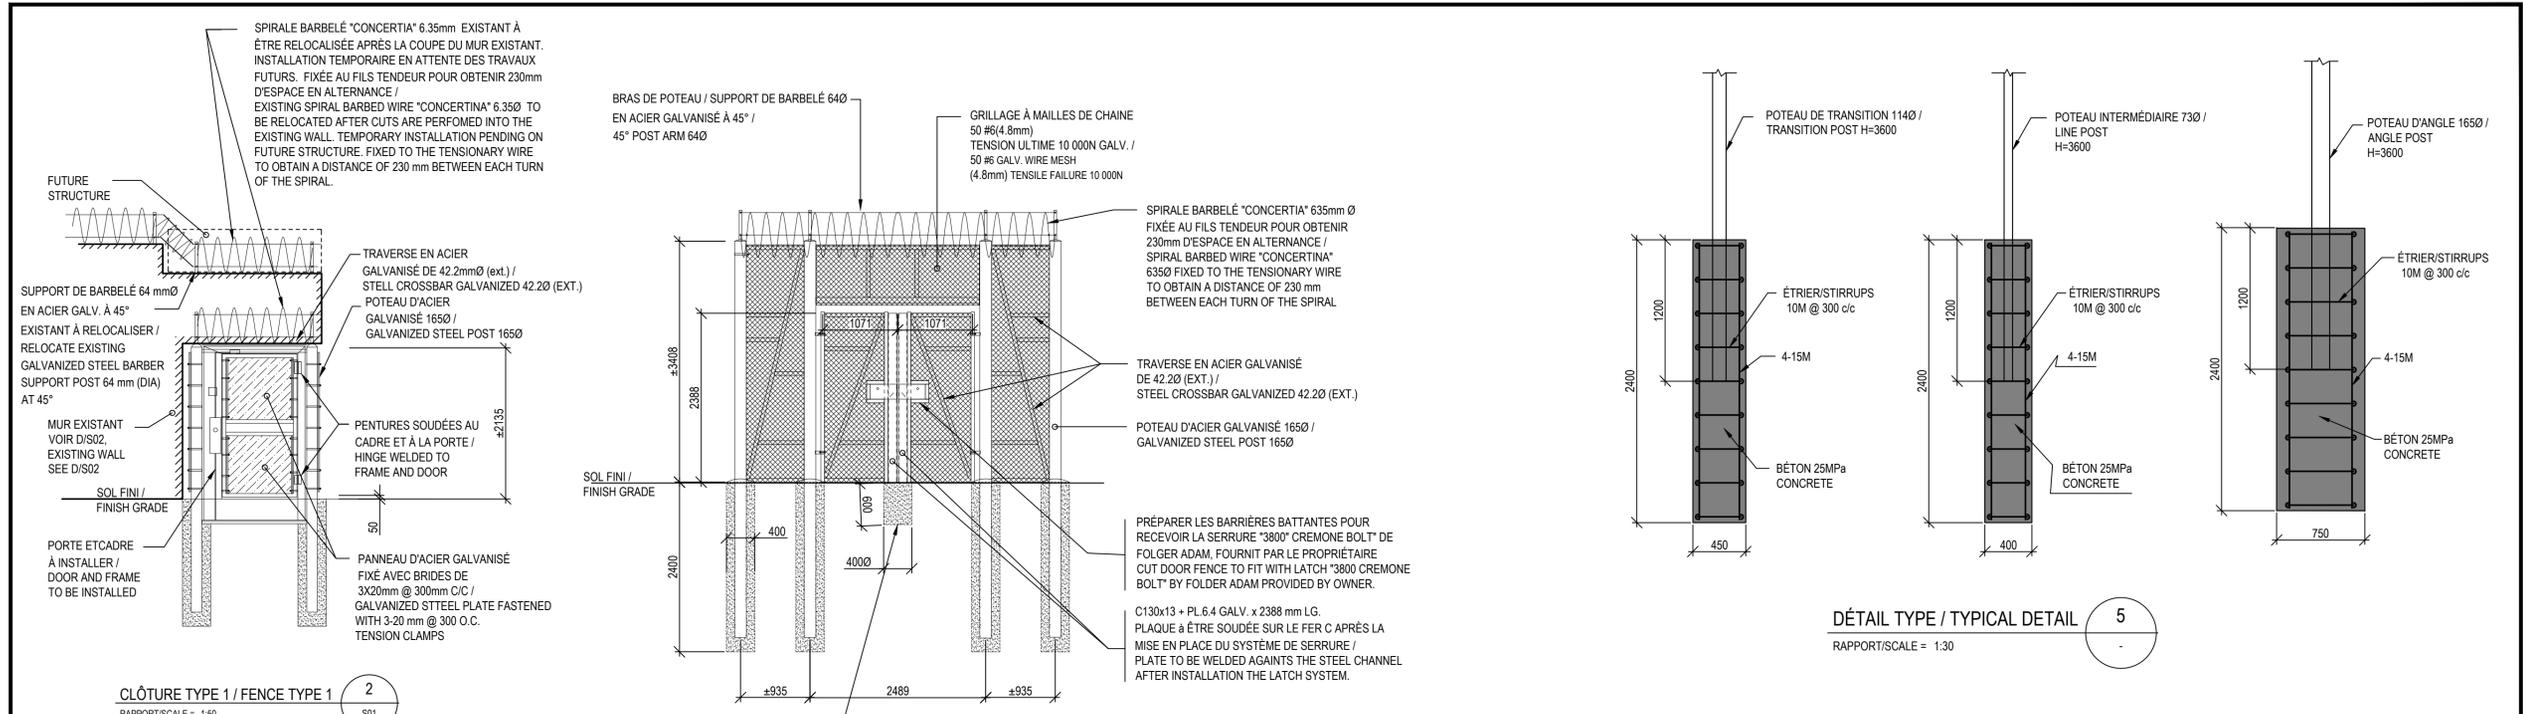 SPIRALE BARBELÉ "CONCERTIA" 6.35mm EXISTANT À
ÊTRE RELOCALISÉE APRÈS LA COUPE DU MUR EXISTANT.
INSTALLATION TEMPORAIRE EN ATTENTE DES TRAVAUX
FUTURS. FIXÉE AU FILS TENDEUR POUR OBTENIR 230mm
D'ESPACE EN ALTERNANCE /
EXISTING SPIRAL BARBED WIRE "CONCERTINA" 6.35Ø TO
BE RELOCATED AFTER CUTS ARE PERFOMED INTO THE
EXISTING WALL. TEMPORARY INSTALLATION PENDING ON
FUTURE STRUCTURE. FIXED TO THE TENSIONARY WIRE
TO OBTAIN A DISTANCE OF 230 mm BETWEEN EACH TURN
OF THE SPIRAL.
FUTURE
STRUCTURE
TRAVERSE EN ACIER
GALVANISÉ DE 42.2mmØ (ext.) /
STELL CROSSBAR GALVANIZED 42.2Ø (EXT.)
POTEAU D'ACIER
GALVANISÉ 165Ø /
GALVANIZED STEEL POST 165Ø
SUPPORT DE BARBELÉ 64 mmØ
EN ACIER GALV. À 45°
EXISTANT À RELOCALISER /
RELOCATE EXISTING
GALVANIZED STEEL BARBER
SUPPORT POST 64 mm (DIA)
AT 45°
MUR EXISTANT
VOIR D/S02,
EXISTING WALL
SEE D/S02
±2135
PENTURES SOUDÉES AU
CADRE ET À LA PORTE /
HINGE WELDED TO
FRAME AND DOOR
SOL FINI /
FINISH GRADE
50
PORTE ETCADRE
À INSTALLER /
DOOR AND FRAME
TO BE INSTALLED
PANNEAU D'ACIER GALVANISÉ
FIXÉ AVEC BRIDES DE
3X20mm @ 300mm C/C /
GALVANIZED STTEEL PLATE FASTENED
WITH 3-20 mm @ 300 O.C.
TENSION CLAMPS
CLÔTURE TYPE 1 / FENCE TYPE 1
2
RAPPORT/SCALE = 1:50
S01
BRAS DE POTEAU / SUPPORT DE BARBELÉ 64Ø
EN ACIER GALVANISÉ À 45° /
45° POST ARM 64Ø
GRILLAGE À MAILLES DE CHAINE
50 #6(4.8mm)
TENSION ULTIME 10 000N GALV. /
50 #6 GALV. WIRE MESH
(4.8mm) TENSILE FAILURE 10 000N
SPIRALE BARBELÉ "CONCERTIA" 635mm Ø
FIXÉE AU FILS TENDEUR POUR OBTENIR
230mm D'ESPACE EN ALTERNANCE /
SPIRAL BARBED WIRE "CONCERTINA"
635Ø FIXED TO THE TENSIONARY WIRE
TO OBTAIN A DISTANCE OF 230 mm
BETWEEN EACH TURN OF THE SPIRAL
1071 1071
±3408
2388
TRAVERSE EN ACIER GALVANISÉ
DE 42.2Ø (EXT.) /
STEEL CROSSBAR GALVANIZED 42.2Ø (EXT.)
POTEAU D'ACIER GALVANISÉ 165Ø /
GALVANIZED STEEL POST 165Ø
SOL FINI /
FINISH GRADE
600
400
400Ø
2400
PRÉPARER LES BARRIÈRES BATTANTES POUR
RECEVOIR LA SERRURE "3800" CREMONE BOLT" DE
FOLGER ADAM, FOURNIT PAR LE PROPRIÉTAIRE
CUT DOOR FENCE TO FIT WITH LATCH "3800 CREMONE
BOLT" BY FOLDER ADAM PROVIDED BY OWNER.
C130x13 + PL.6.4 GALV. x 2388 mm LG.
PLAQUE à ÊTRE SOUDÉE SUR LE FER C APRÈS LA
MISE EN PLACE DU SYSTÈME DE SERRURE /
PLATE TO BE WELDED AGAINTS THE STEEL CHANNEL
AFTER INSTALLATION THE LATCH SYSTEM.
±935 2489 ±935
POTEAU DE TRANSITION 114Ø /
TRANSITION POST H=3600
1200
2400
ÉTRIER/STIRRUPS
10M @ 300 c/c
4-15M
BÉTON 25MPa
CONCRETE
450
POTEAU INTERMÉDIAIRE 73Ø /
LINE POST
H=3600
1200
2400
ÉTRIER/STIRRUPS
10M @ 300 c/c
4-15M
BÉTON 25MPa
CONCRETE
400
POTEAU D'ANGLE 165Ø /
ANGLE POST
H=3600
1200
2400
ÉTRIER/STIRRUPS
10M @ 300 c/c
4-15M
BÉTON 25MPa
CONCRETE
750
DÉTAIL TYPE / TYPICAL DETAIL
5
RAPPORT/SCALE = 1:30
-